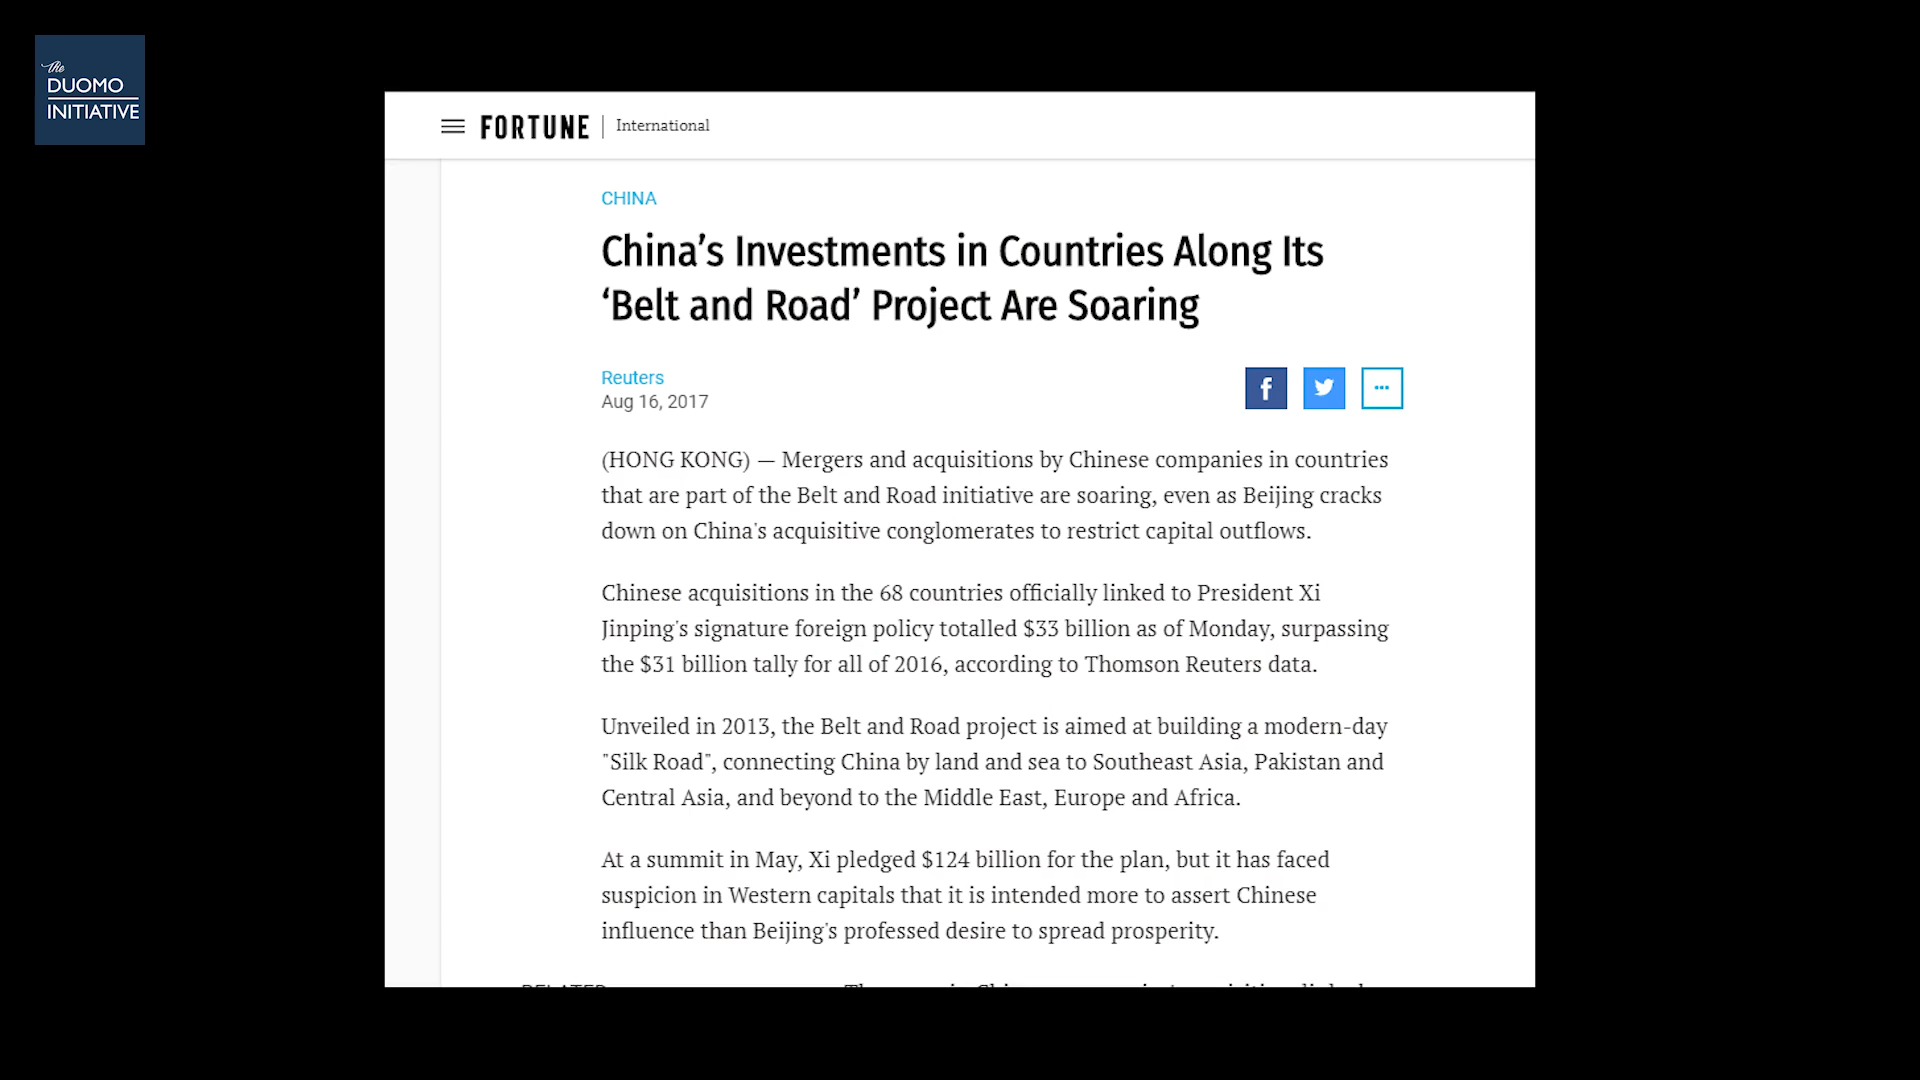 The
DUOMO
INITIATIVE
FORTUNE
International
CHINA
China’s Investments in Countries Along Its
‘Belt and Road’ Project Are Soaring
Reuters
Aug 16, 2017
(HONG KONG) — Mergers and acquisitions by Chinese companies in countries
that are part of the Belt and Road initiative are soaring, even as Beijing cracks
down on China's acquisitive conglomerates to restrict capital outflows.
Chinese acquisitions in the 68 countries officially linked to President Xi
Jinping's signature foreign policy totalled $33 billion as of Monday, surpassing
the $31 billion tally for all of 2016, according to Thomson Reuters data.
Unveiled in 2013, the Belt and Road project is aimed at building a modern-day
"Silk Road", connecting China by land and sea to Southeast Asia, Pakistan and
Central Asia, and beyond to the Middle East, Europe and Africa.
At a summit in May, Xi pledged $124 billion for the plan, but it has faced
suspicion in Western capitals that it is intended more to assert Chinese
influence than Beijing's professed desire to spread prosperity.
RELATED